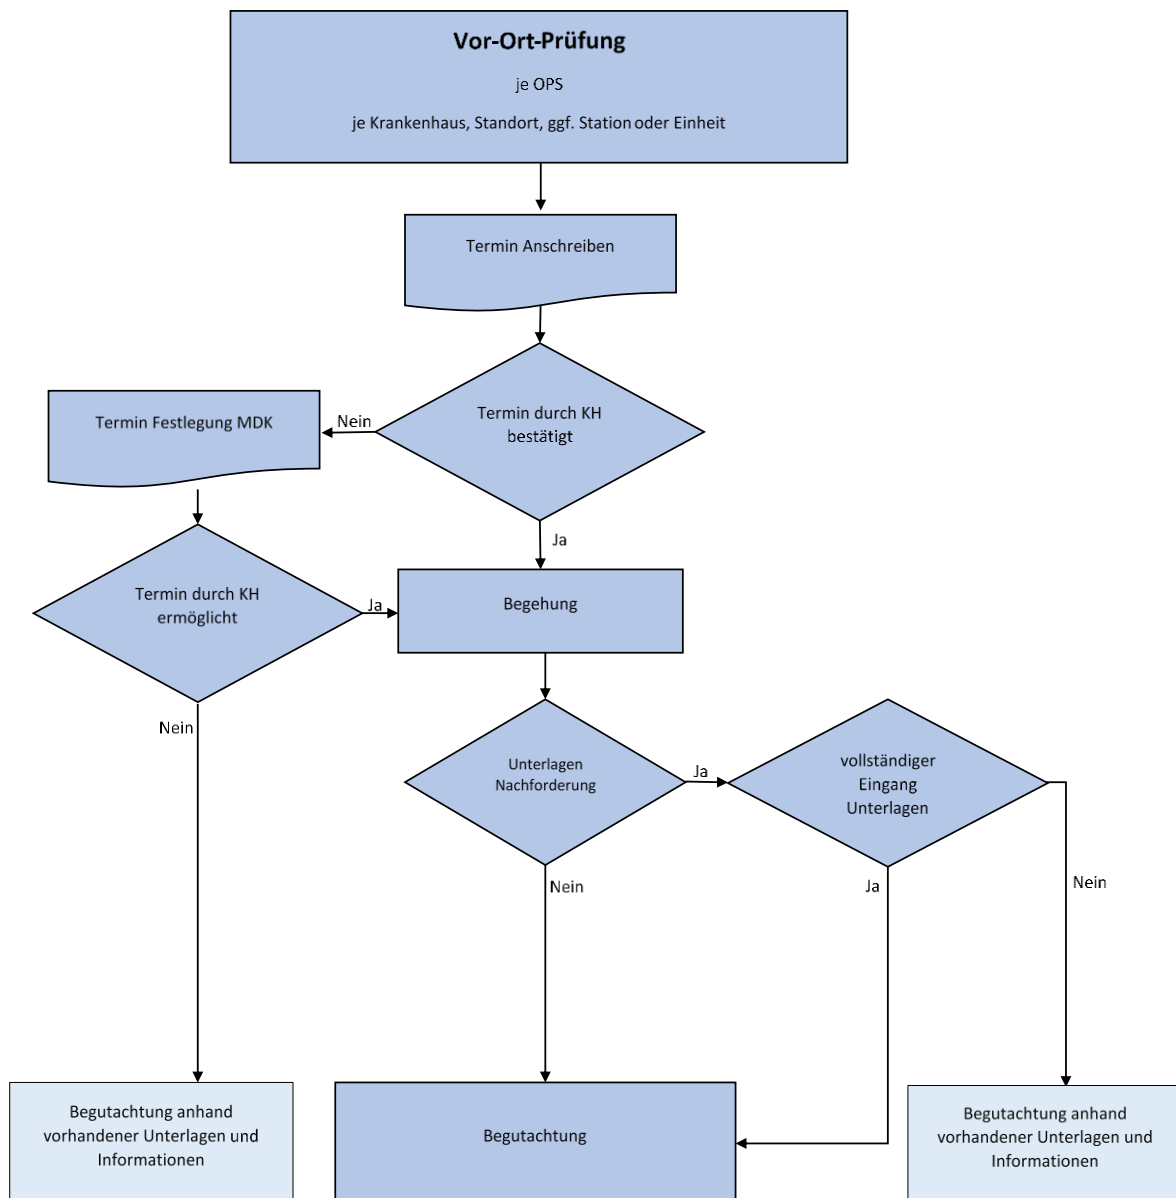 Vor-Ort-Prüfung
je OPS
je Krankenhaus, Standort, ggf. Station oder Einheit
Termin Anschreiben
Termin durch KH
bestätigt
Nein
Termin Festlegung MDK
Ja
Termin durch KH
ermöglicht
Ja
Begehung
Nein
Unterlagen
Nachforderung
Ja
vollständiger
Eingang
Unterlagen
Nein
Ja
Nein
Begutachtung anhand
vorhandener Unterlagen und
Informationen
Begutachtung
Begutachtung anhand
vorhandener Unterlagen und
Informationen